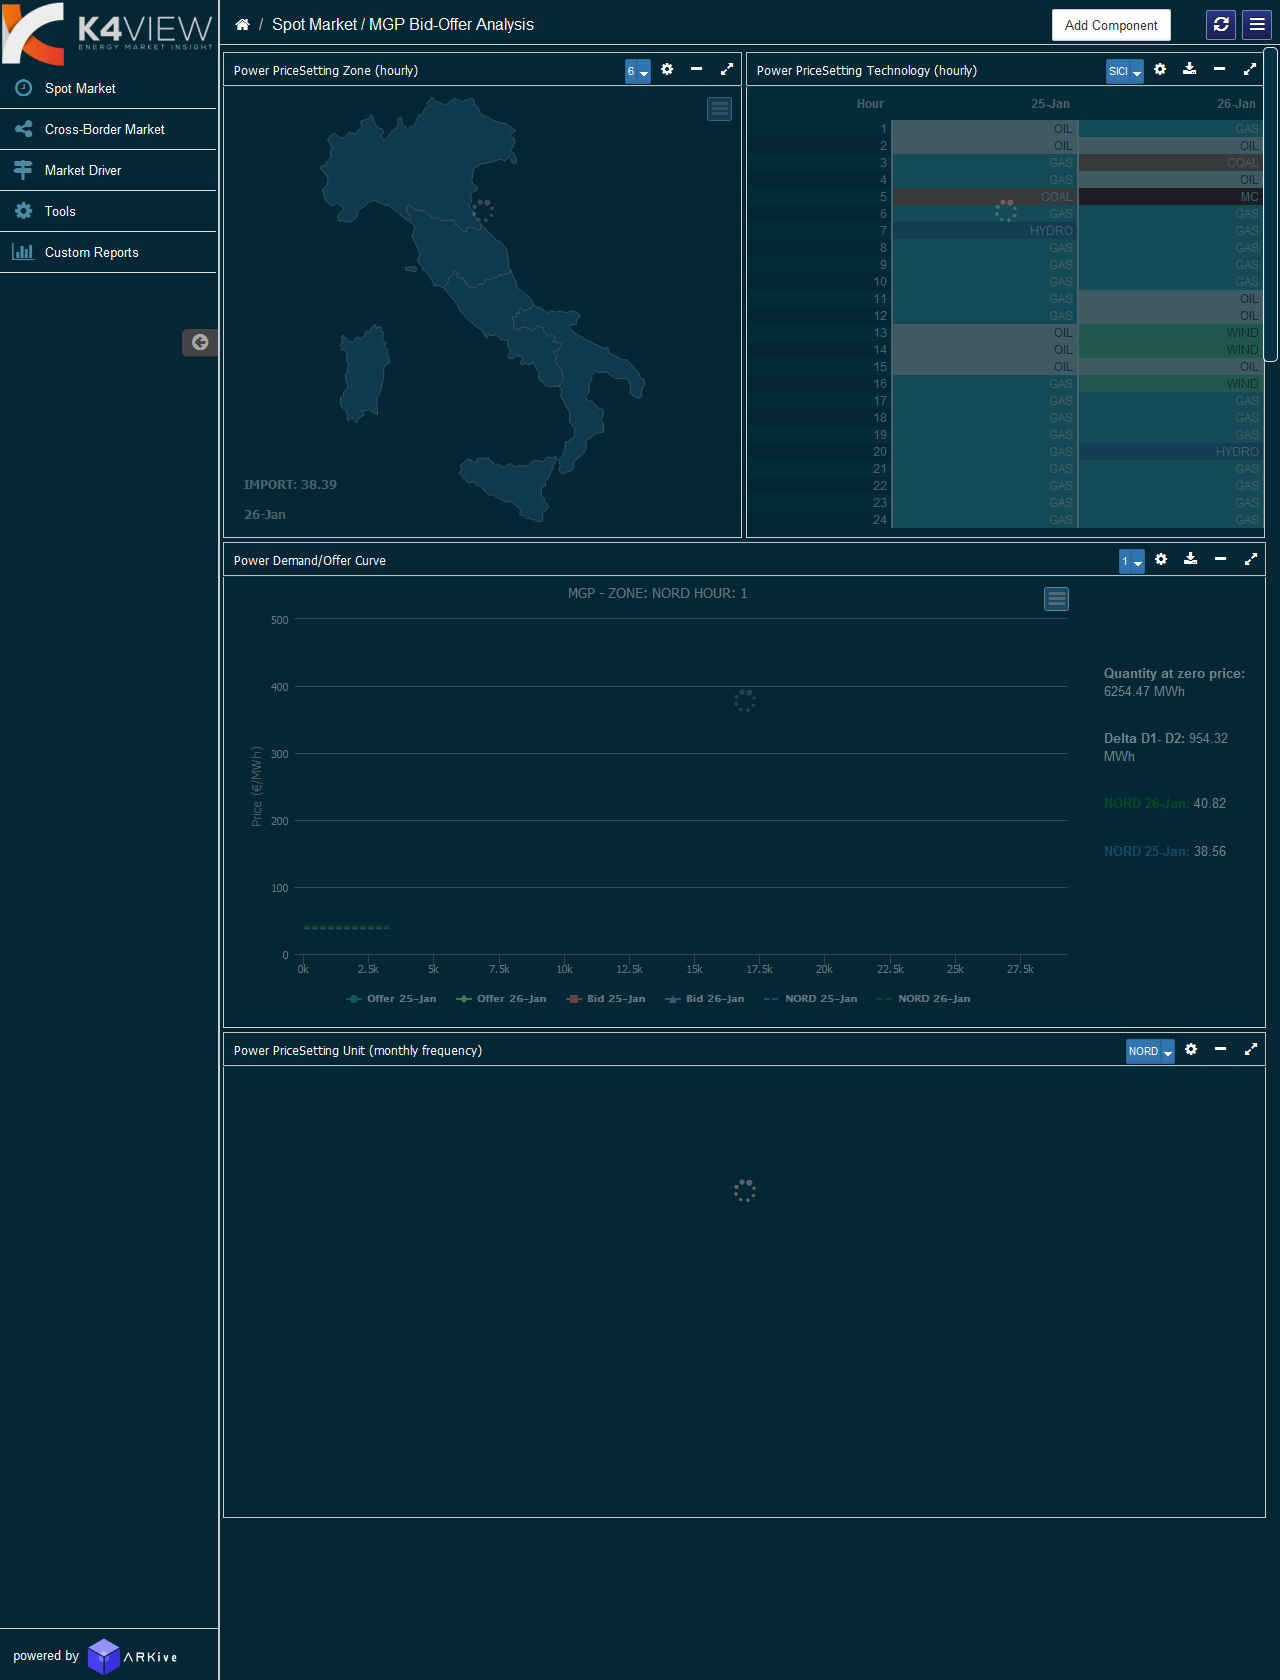 K4VIEW
ENERGY MARKET INSIGHT
/ Spot Market / MGP Bid-Offer Analysis
Add Component
Spot Market
Cross-Border Market
Market Driver
Tools
Custom Reports
Power PriceSetting Zone (hourly)
6
IMPORT: 38.39
26-Jan
Power PriceSetting Technology (hourly)
SICI
Hour 25-Jan 26-Jan
1 OIL GAS
2 OIL OIL
3 GAS COAL
4 GAS OIL
5 COAL MC
6 GAS GAS
7 HYDRO GAS
8 GAS GAS
9 GAS GAS
10 GAS GAS
11 GAS OIL
12 GAS OIL
13 OIL WIND
14 OIL WIND
15 OIL OIL
16 GAS WIND
17 GAS GAS
18 GAS GAS
19 GAS GAS
20 GAS HYDRO
21 GAS GAS
22 GAS GAS
23 GAS GAS
24 GAS GAS
Power Demand/Offer Curve
1
MGP - ZONE: NORD HOUR: 1
Price (€/MWh)
500
400
300
200
100
0
0k 2.5k 5k 7.5k 10k 12.5k 15k 17.5k 20k 22.5k 25k 27.5k
Offer 25-Jan Offer 26-Jan Bid 25-Jan Bid 26-Jan NORD 25-Jan NORD 26-Jan
Quantity at zero price:
6254.47 MWh
Delta D1- D2: 954.32
MWh
NORD 26-Jan: 40.82
NORD 25-Jan: 38.56
Power PriceSetting Unit (monthly frequency)
NORD
powered by ARKive